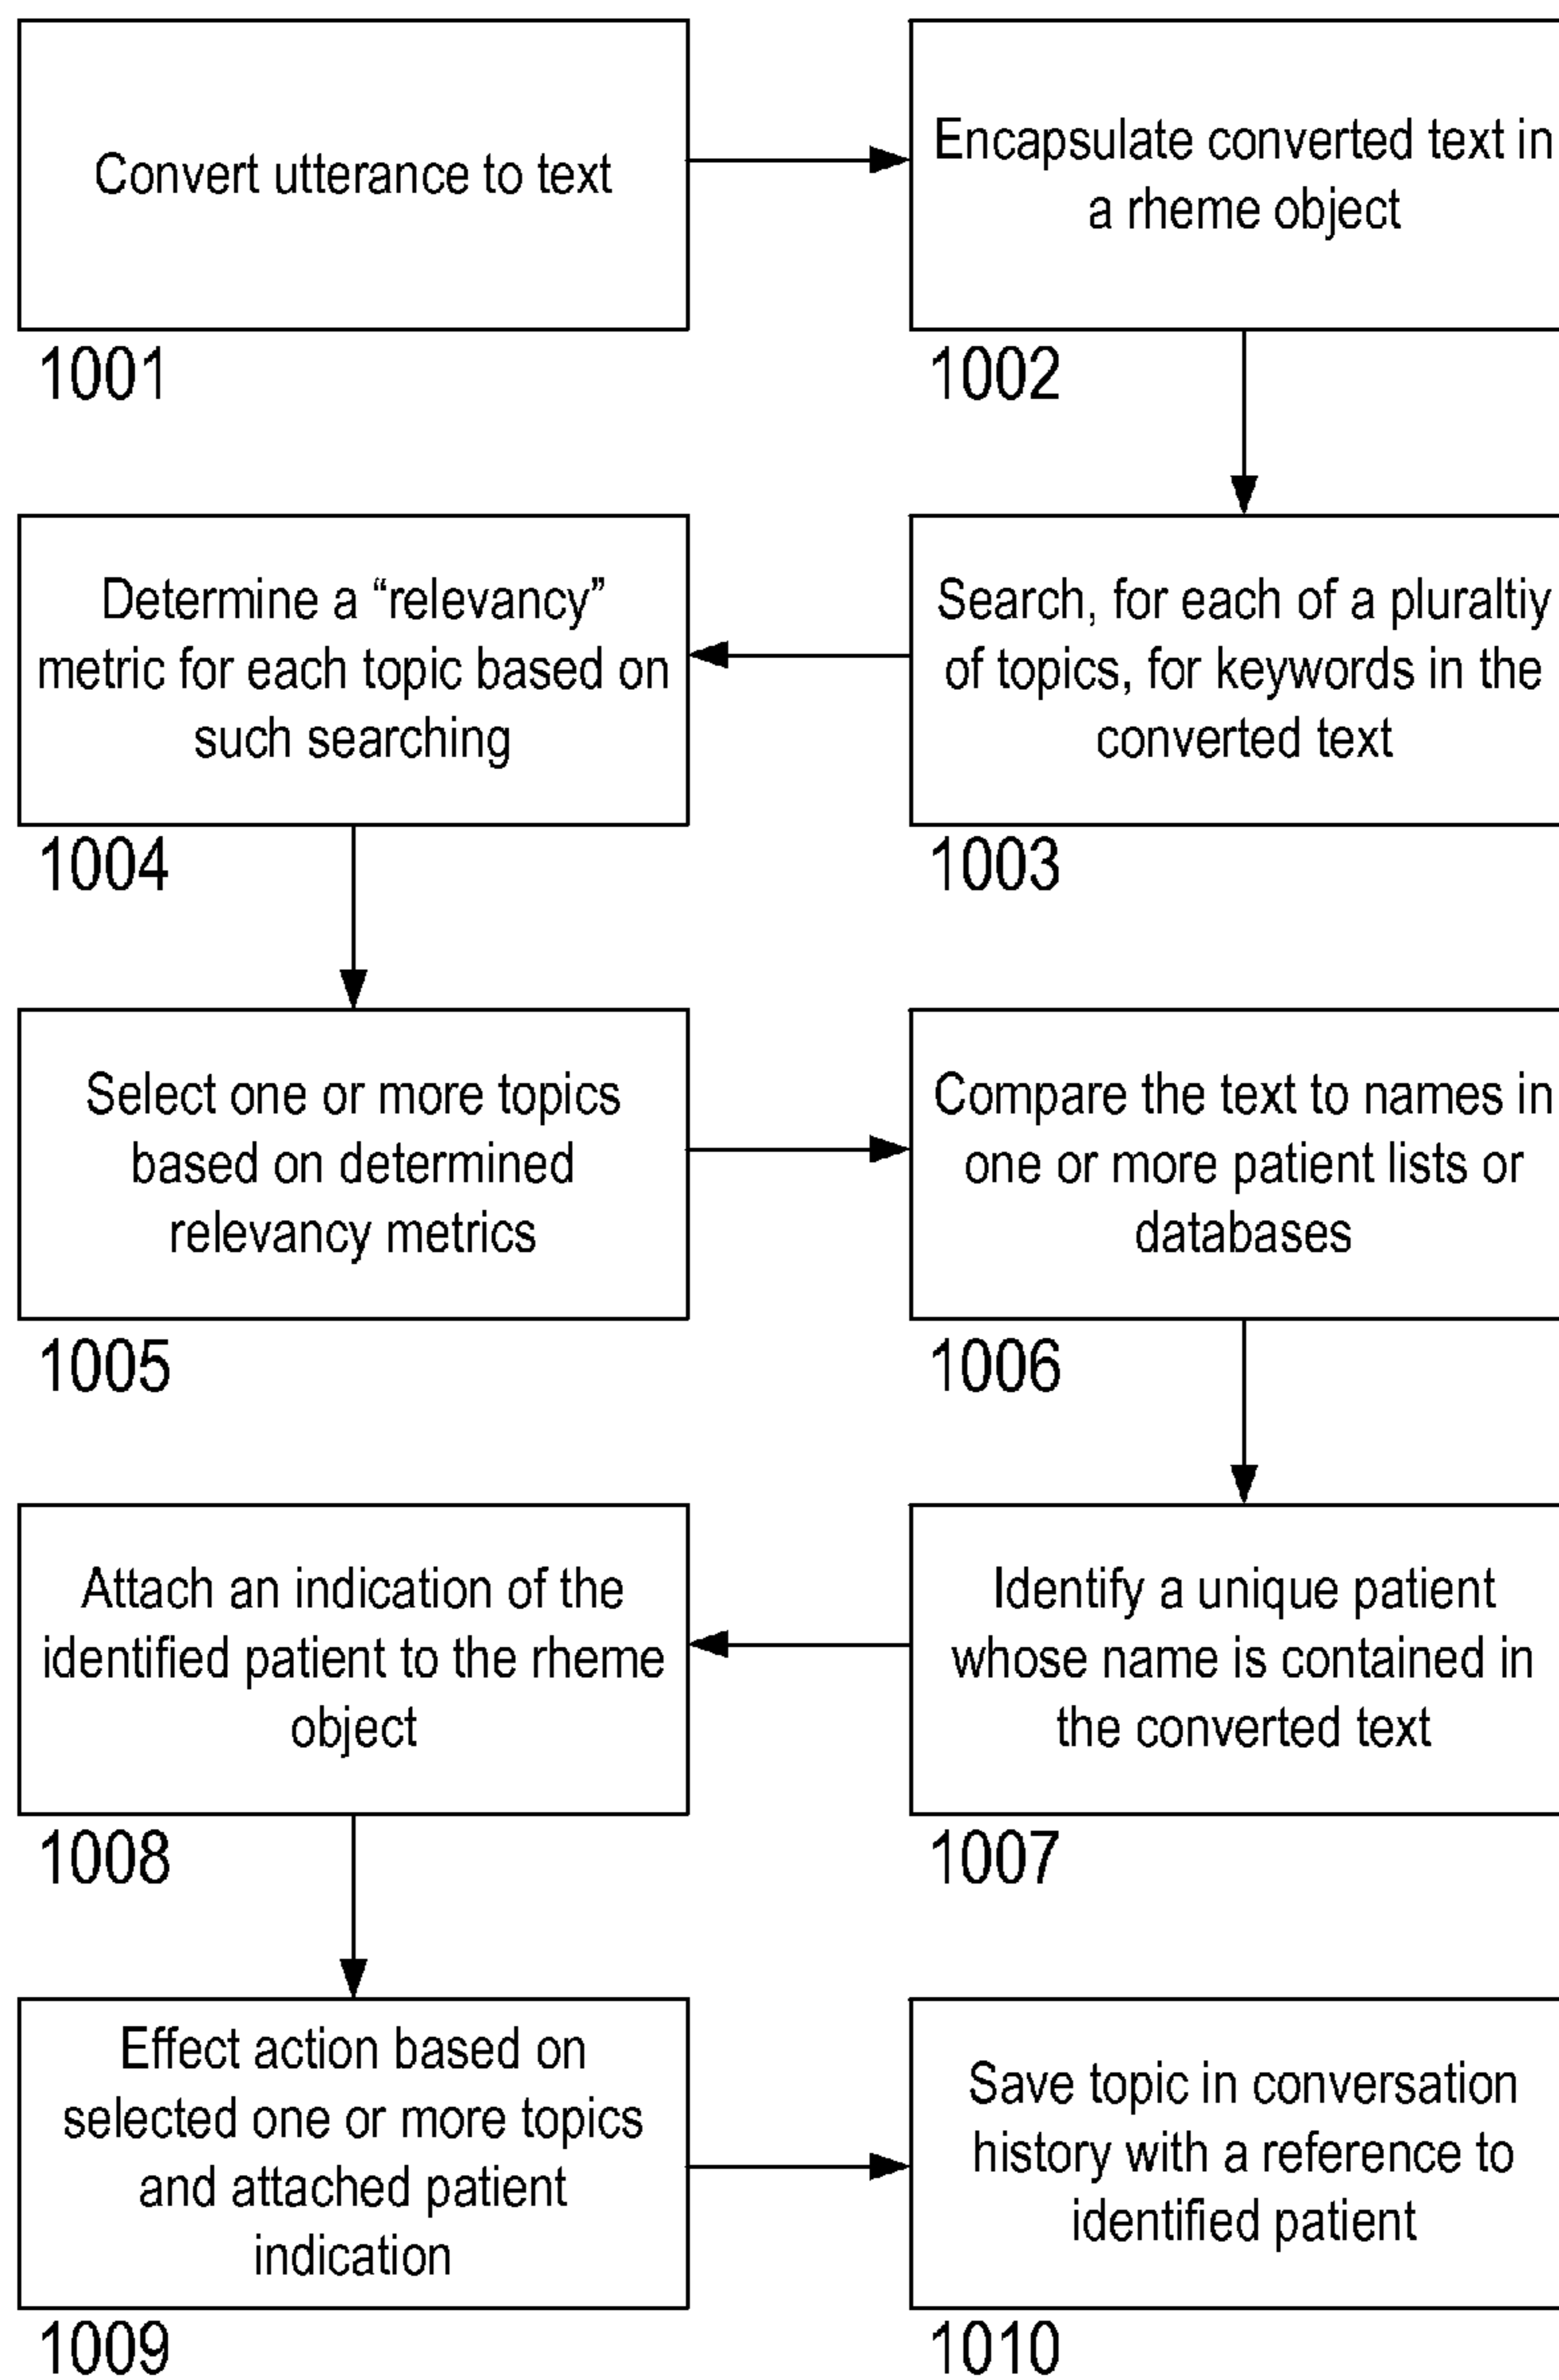 Convert utterance to text
1001
Encapsulate converted text in
a rheme object
1002
Search, for each of a pluraltiy
of topics, for keywords in the
converted text
1003
Determine a “relevancy”
metric for each topic based on
such searching
1004
Select one or more topics
based on determined
relevancy metrics
1005
Compare the text to names in
one or more patient lists or
databases
1006
Identify a unique patient
whose name is contained in
the converted text
1007
Attach an indication of the
identified patient to the rheme
object
1008
Effect action based on
selected one or more topics
and attached patient
indication
1009
Save topic in conversation
history with a reference to
identified patient
1010